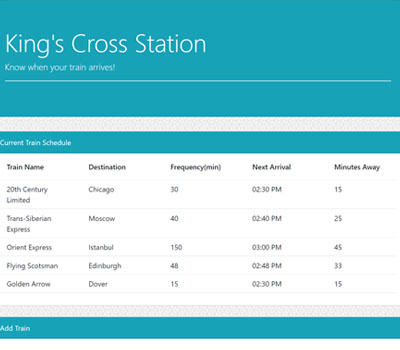 King's Cross Station
Know when your train arrives!
Current Train Schedule
Train Name Destination Frequency(min) Next Arrival Minutes Away
20th Century Limited Chicago 30 02:30 PM 15
Trans-Siberian Express Moscow 40 02:40 PM 25
Orient Express Istanbul 150 03:00 PM 45
Flying Scotsman Edinburgh 48 02:48 PM 33
Golden Arrow Dover 15 02:30 PM 15
Add Train